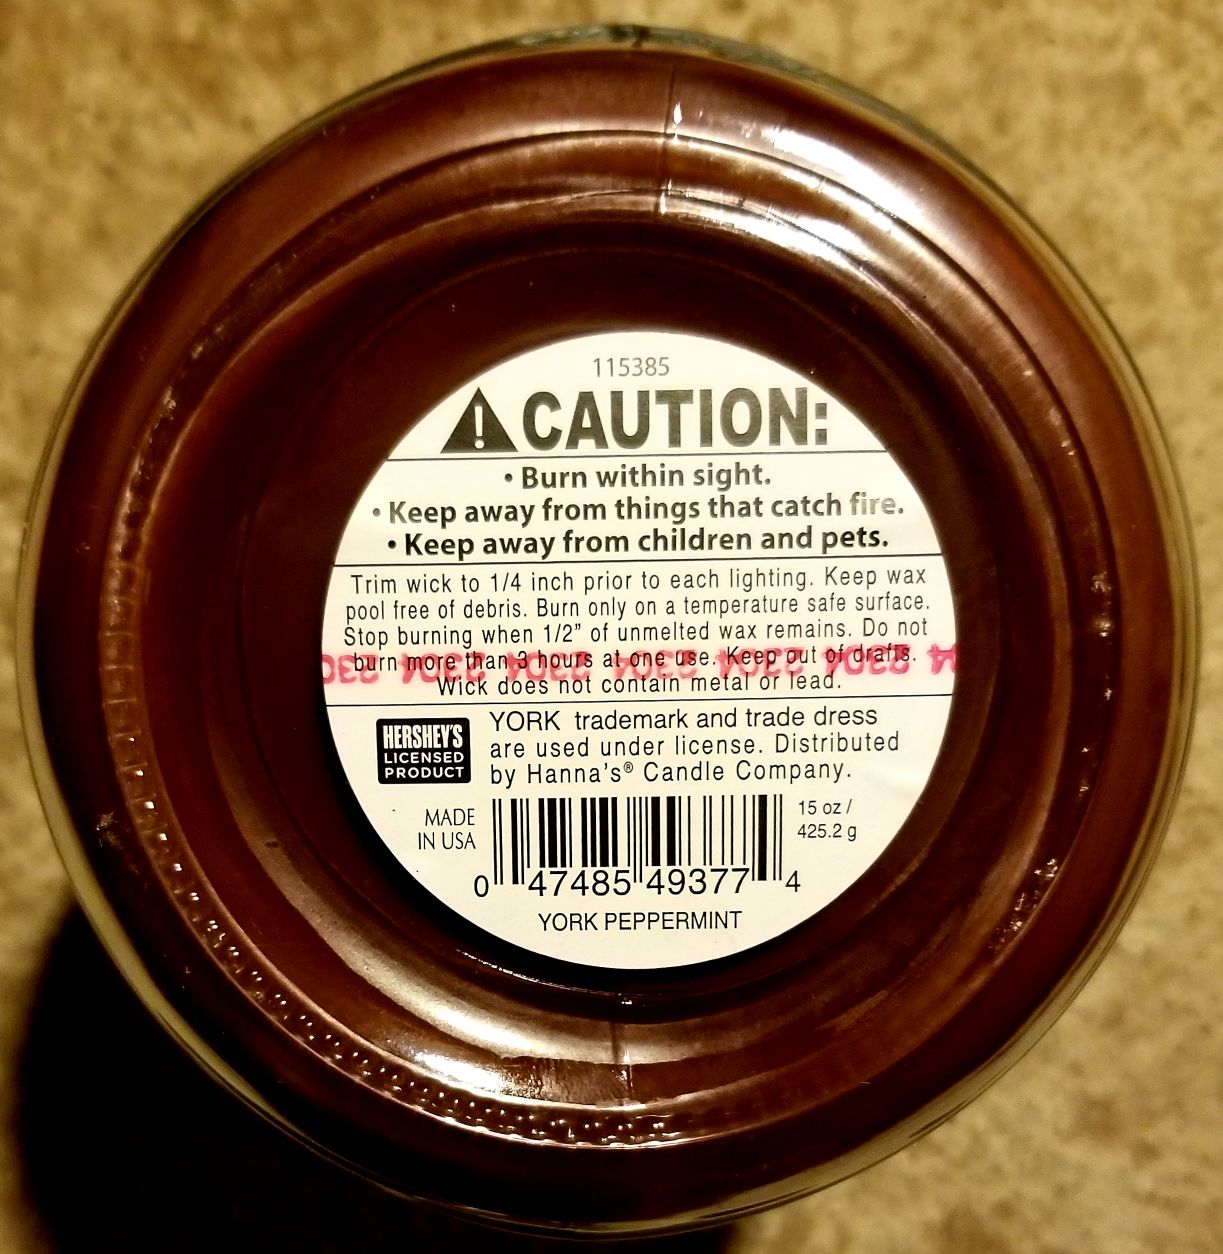 115385
CAUTION:
• Burn within sight.
• Keep away from things that catch fire.
• Keep away from children and pets.
Trim wick to 1/4 inch prior to each lighting. Keep wax
pool free of debris. Burn only on a temperature safe surface.
Stop burning when 1/2” of unmelted wax remains. Do not
burn more than 3 hours at one use. Keep out of drafts.
2304 2304 2304 2304 2304
Wick does not contain metal or lead.
HERSHEY'S
LICENSED
PRODUCT
YORK trademark and trade dress
are used under license. Distributed
by Hanna's® Candle Company.
MADE
IN USA
15 oz /
425.2 g
0 47485 49377 4
YORK PEPPERMINT